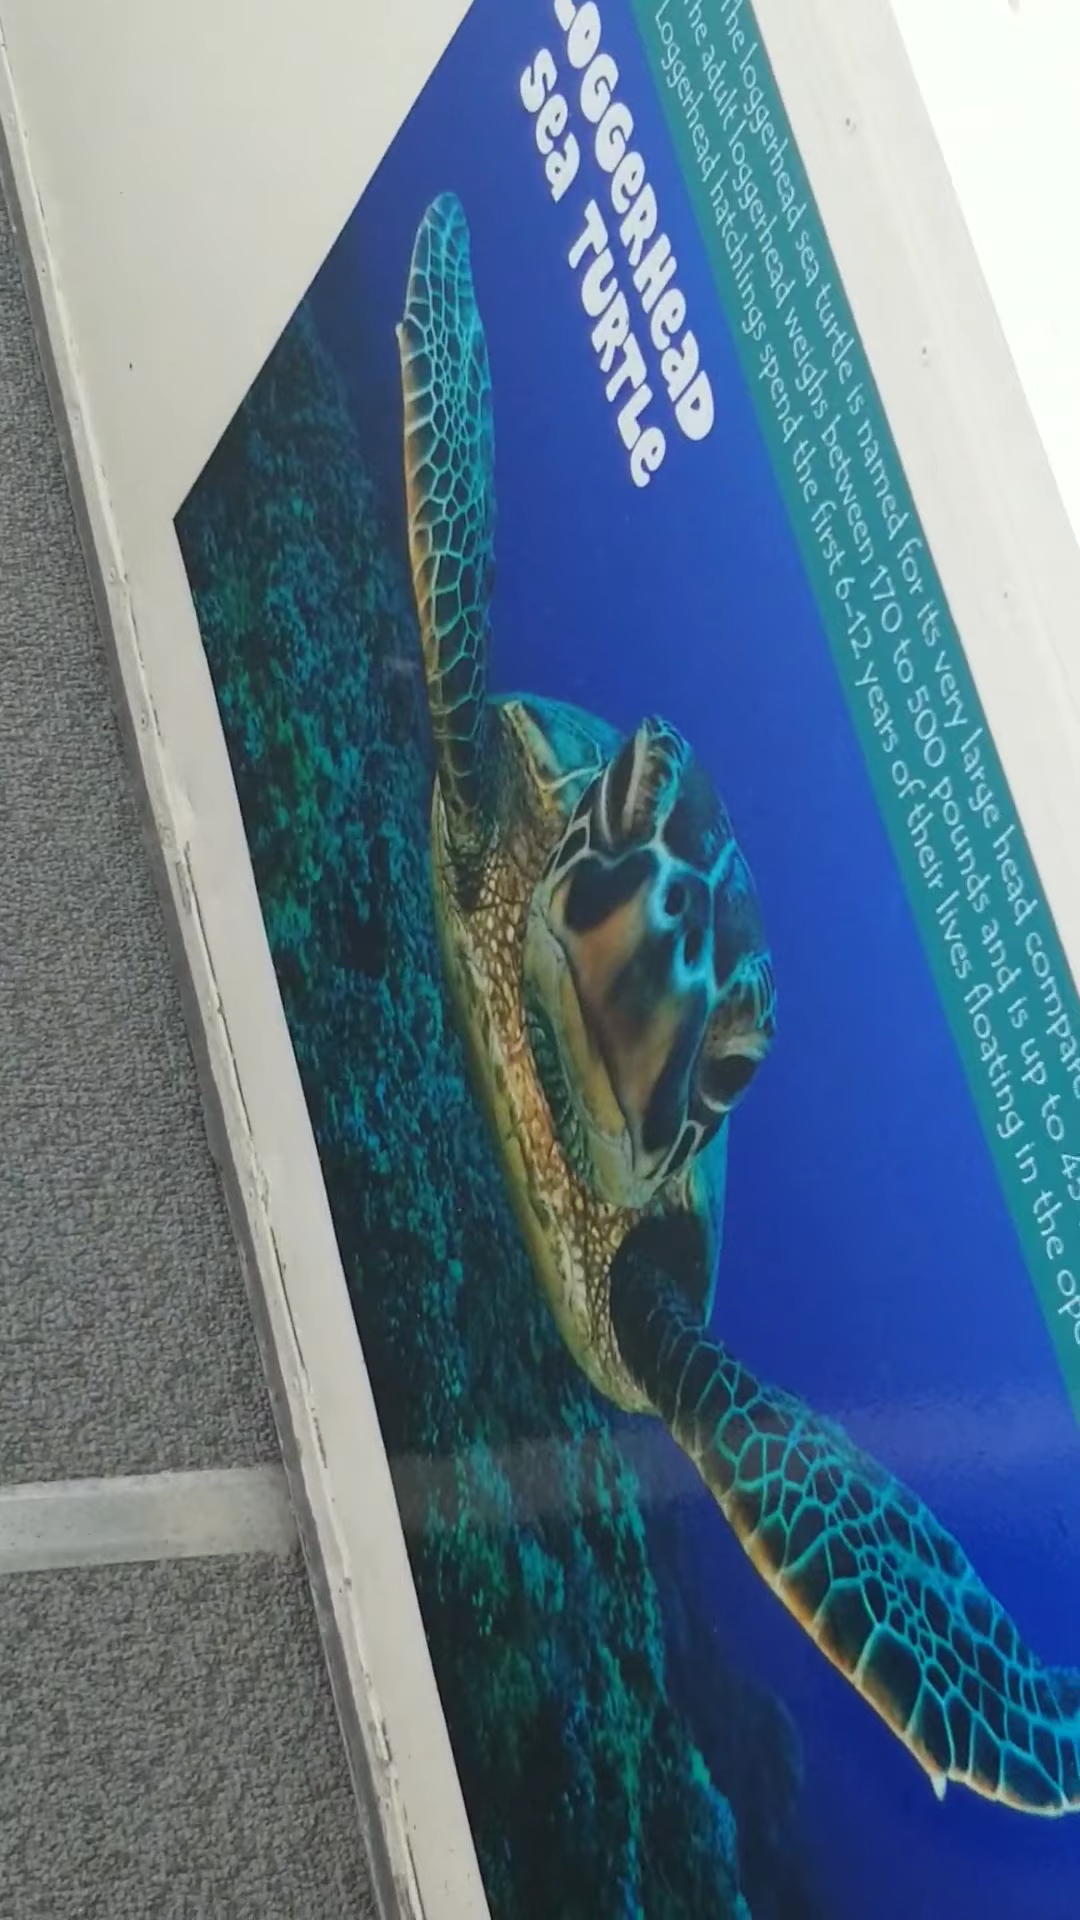 LOGGERHEAD
SEA TURTLE
The loggerhead sea turtle is named for its very large head
The adult loggerhead weighs between 170 to 500 pounds and is up to
Loggerhead hatchlings spend the first 6-12 years of their lives floating in the